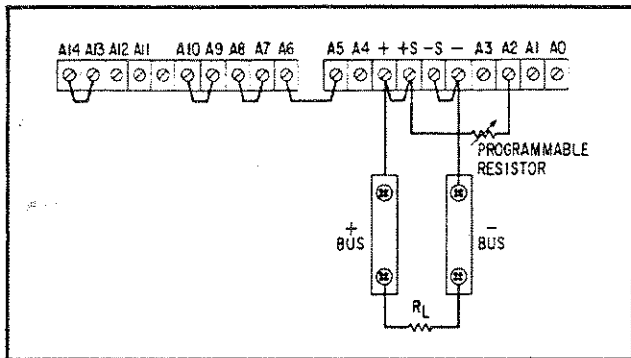 A14 A13 A12 A11 A10 A9 A8 A7 A6 A5 A4 + +S -S - A3 A2 A1 A0
PROGRAMMABLE
RESISTOR
+
BUS
-
BUS
RL